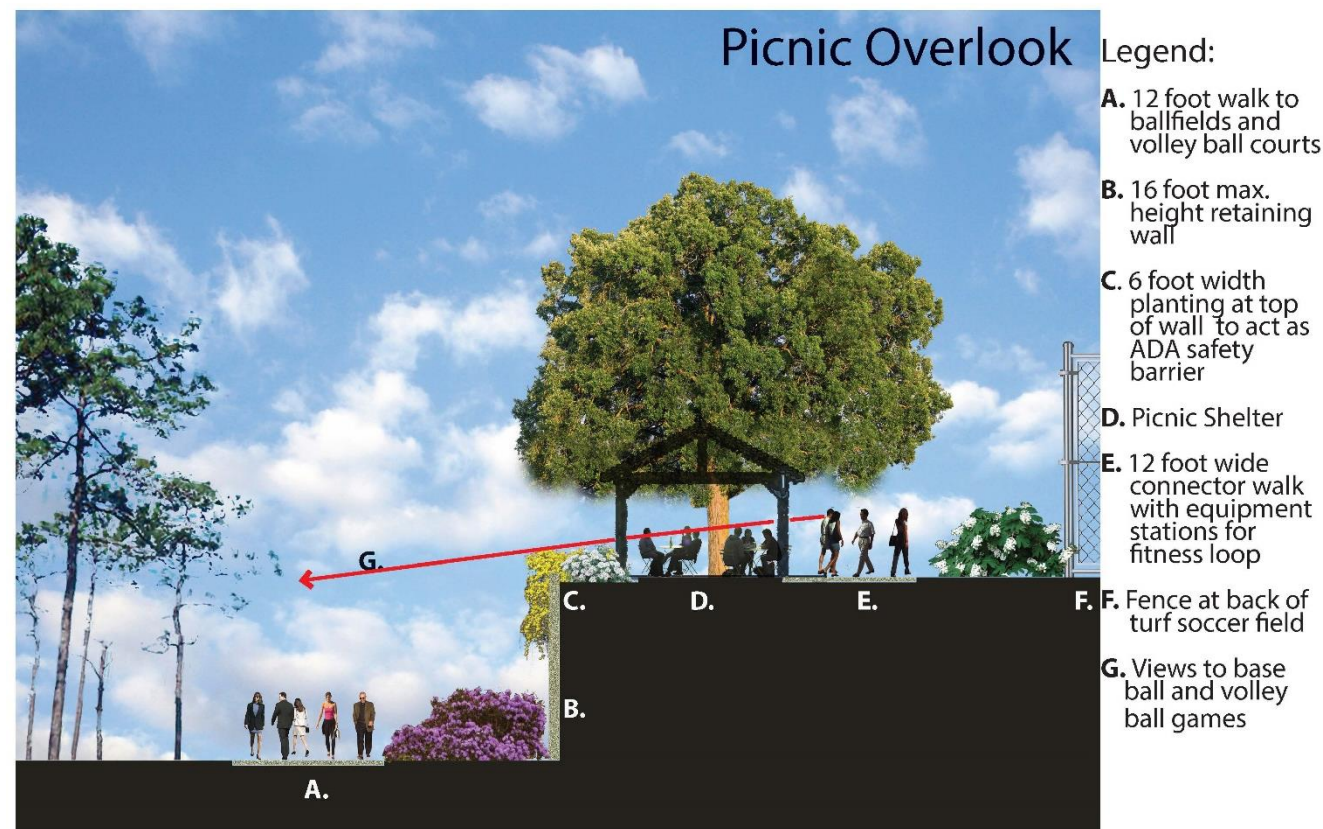 Picnic Overlook
Legend:
A. 12 foot walk to
ballfields and
volley ball courts
B. 16 foot max.
height retaining
wall
C. 6 foot width
planting at top
of wall to act as
ADA safety
barrier
D. Picnic Shelter
E. 12 foot wide
connector walk
with equipment
stations for
fitness loop
F. Fence at back of
turf soccer field
G. Views to base
ball and volley
ball games
G.
C.
D.
E.
F.
B.
A.